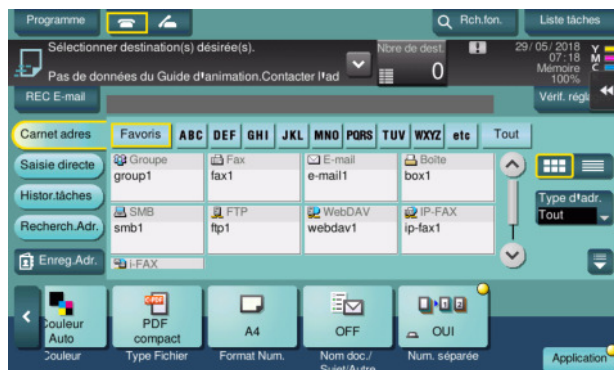 Programme
Rch.fon.
Liste tâches
Sélectionner destination(s) désirée(s).
Nbre de dest.
29/05/2018
07:18
Mémoire
100%
Y
M
C
Pas de données du Guide d'animation.Contacter l'ad
0
REC E-mail
Vérif. régl
Carnet adres
Favoris ABC DEF GHI JKL MNO PQRS TUV WXYZ etc Tout
Saisie directe
Histor.tâches
Recherch.Adr.
Enreg.Adr.
Groupe
group1
Fax
fax1
E-mail
e-mail1
Boîte
box1
SMB
smb1
FTP
ftp1
WebDAV
webdav1
IP-FAX
ip-fax1
i-FAX
Type d'adr.
Tout
Couleur
Auto
Couleur
PDF
compact
Type Fichier
A4
Format Num.
OFF
Nom doc./
Sujet/Autre
OUI
Num. séparée
Application